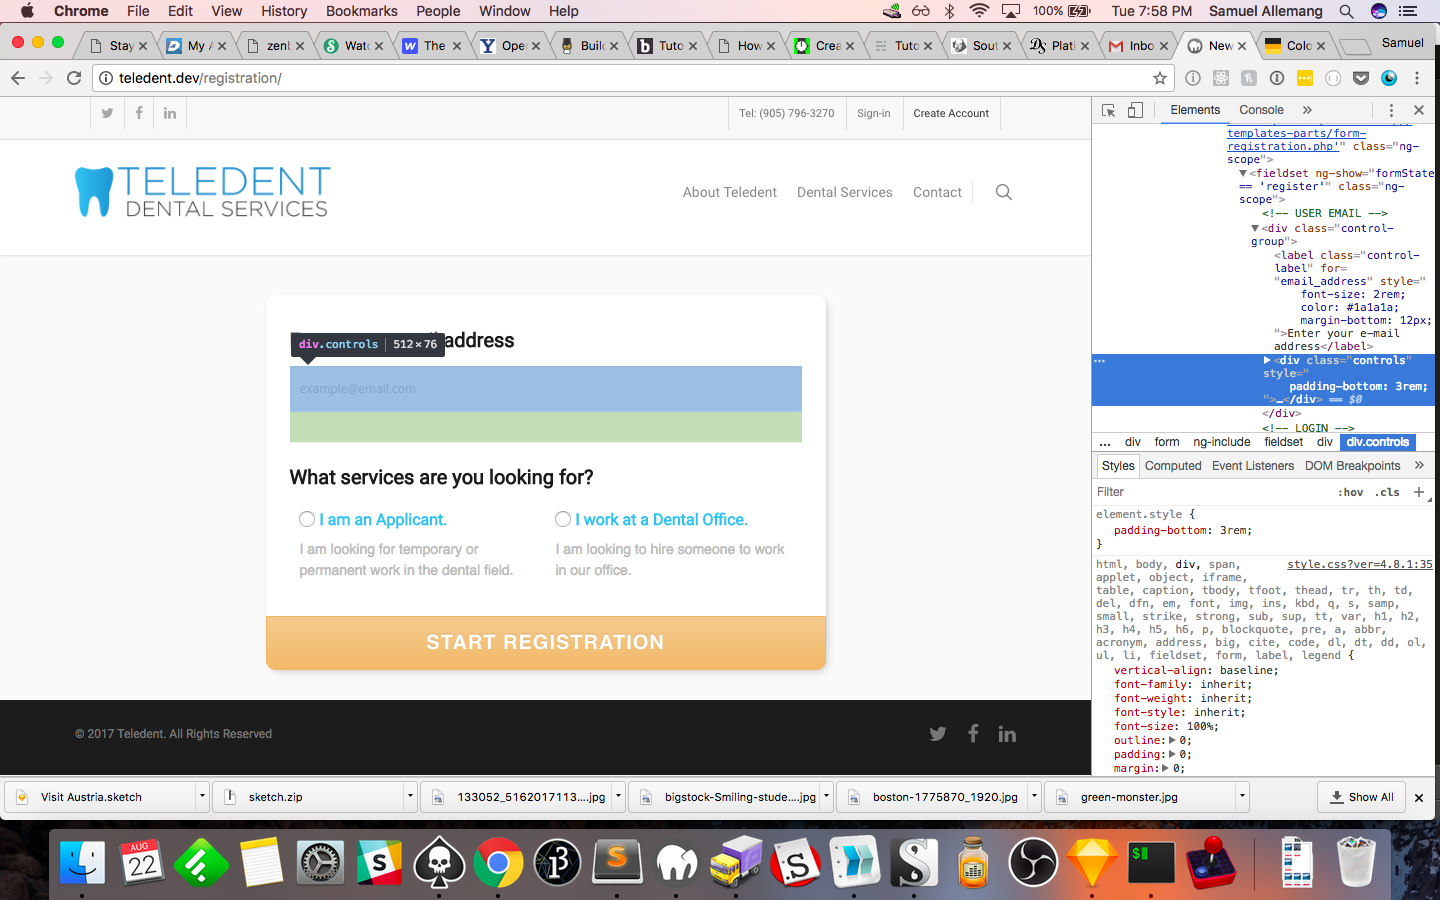 Chrome File Edit View History Bookmarks People Window Help 100% Tue 7:58 PM Samuel Allemang
Stay My zenb Watc The Ope Build Tuto How Crea Tuto Sout Plati Inbo New Colo Samuel
teledent.dev/registration/
Tel: (905) 796-3270 Sign-in Create Account
TELEDENT
DENTAL SERVICES
About Teledent Dental Services Contact
address
div.controls 512 × 76
example@email.com
What services are you looking for?
I am an Applicant. I work at a Dental Office.
I am looking for temporary or I am looking to hire someone to work
permanent work in the dental field. in our office.
START REGISTRATION
© 2017 Teledent. All Rights Reserved
Elements Console »
templates-parts/form-
registration.php'" class="ng-
scope">
▼<fieldset ng-show="formState
== 'register'" class="ng-
scope">
<!-- USER EMAIL -->
▼<div class="control-
group">
<label class="control-
label" for=
"email_address" style="
font-size: 2rem;
color: #1a1a1a;
margin-bottom: 12px;
">Enter your e-mail
address</label>
… ▶<div class="controls"
style="
padding-bottom: 3rem;
">…</div> == $0
</div>
<!-- LOGIN -->
... div form ng-include fieldset div div.controls
Styles Computed Event Listeners DOM Breakpoints »
Filter :hov .cls +
element.style {
padding-bottom: 3rem;
}
html, body, div, span, style.css?ver=4.8.1:35
applet, object, iframe,
table, caption, tbody, tfoot, thead, tr, th, td,
del, dfn, em, font, img, ins, kbd, q, s, samp,
small, strike, strong, sub, sup, tt, var, h1, h2,
h3, h4, h5, h6, p, blockquote, pre, a, abbr,
acronym, address, big, cite, code, dl, dt, dd, ol,
ul, li, fieldset, form, label, legend {
vertical-align: baseline;
font-family: inherit;
font-weight: inherit;
font-style: inherit;
font-size: 100%;
outline:▶0;
padding:▶0;
margin:▶0;
Visit Austria.sketch sketch.zip 133052_5162017113....jpg bigstock-Smiling-stude....jpg boston-1775870_1920.jpg green-monster.jpg Show All
AUG
22